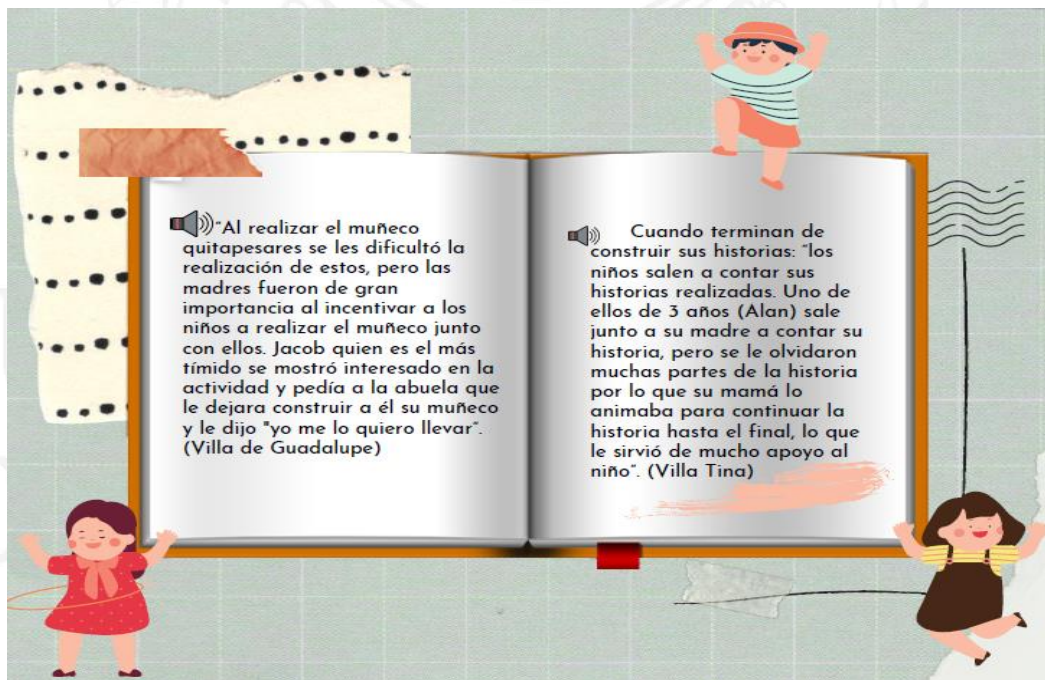 “Al realizar el muñeco
quitapesares se les dificultó la
realización de estos, pero las
madres fueron de gran
importancia al incentivar a los
niños a realizar el muñeco junto
con ellos. Jacob quien es el más
tímido se mostró interesado en la
actividad y pedía a la abuela que
le dejara construir a él su muñeco
y le dijo "yo me lo quiero llevar”.
(Villa de Guadalupe)
Cuando terminan de
construir sus historias: “los
niños salen a contar sus
historias realizadas. Uno de
ellos de 3 años (Alan) sale
junto a su madre a contar su
historia, pero se le olvidaron
muchas partes de la historia
por lo que su mamá lo
animaba para continuar la
historia hasta el final, lo que
le sirvió de mucho apoyo al
niño”. (Villa Tina)